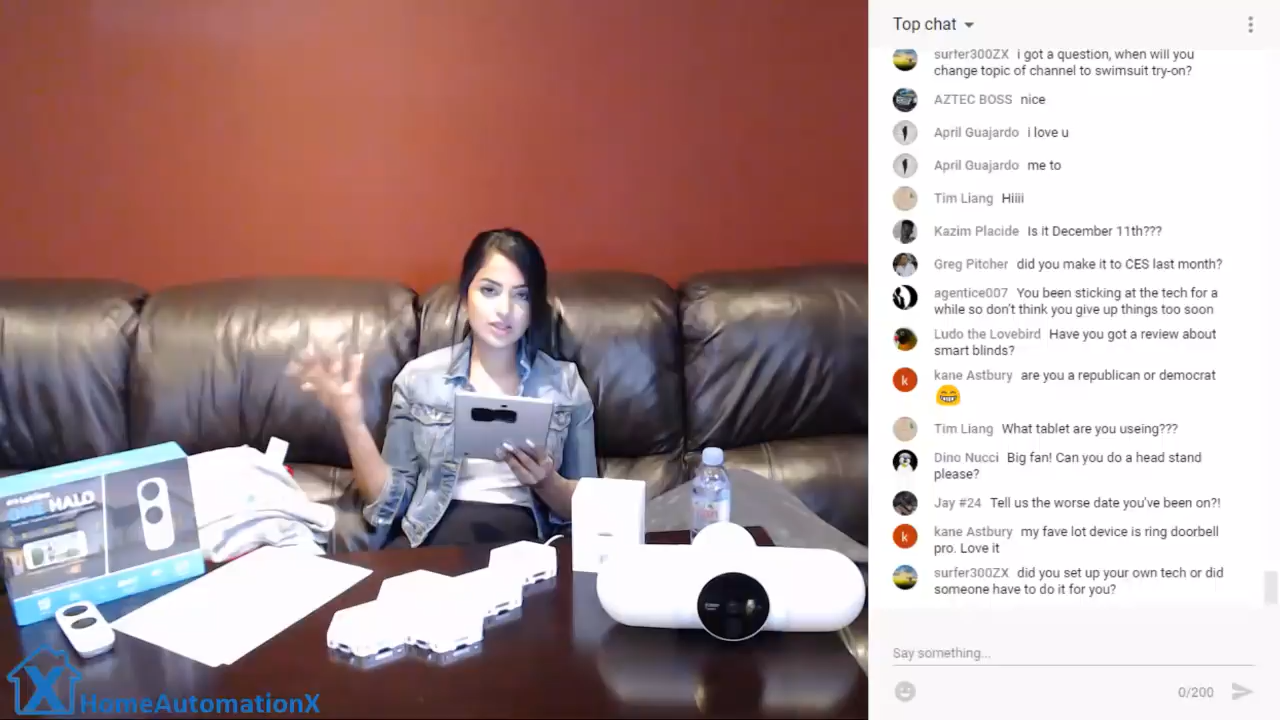 Top chat
surfer300ZX i got a question, when will you
change topic of channel to swimsuit try-on?
AZTEC BOSS nice
April Guajardo i love u
April Guajardo me to
Tim Liang Hiiii
Kazim Placide Is it December 11th???
Greg Pitcher did you make it to CES last month?
agentice007 You been sticking at the tech for a
while so don't think you give up things too soon
Ludo the Lovebird Have you got a review about
smart blinds?
k
kane Astbury are you a republican or democrat
😂
Tim Liang What tablet are you useing???
Dino Nucci Big fan! Can you do a head stand
please?
Jay #24 Tell us the worse date you've been on?!
k
kane Astbury my fave lot device is ring doorbell
pro. Love it
surfer300ZX did you set up your own tech or did
someone have to do it for you?
Say something...
0/200
ONE HALO
X HomeAutomationX